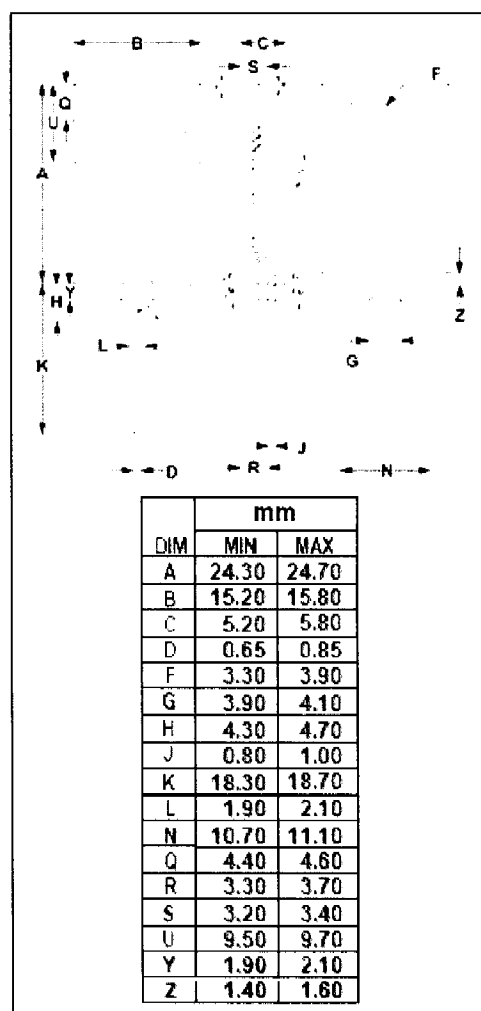 B C
S
F
Q
U
A
Y
H
Z
L
G
K
J
D R N
mm
DIM MIN MAX
A 24.30 24.70
B 15.20 15.80
C 5.20 5.80
D 0.65 0.85
F 3.30 3.90
G 3.90 4.10
H 4.30 4.70
J 0.80 1.00
K 18.30 18.70
L 1.90 2.10
N 10.70 11.10
Q 4.40 4.60
R 3.30 3.70
S 3.20 3.40
U 9.50 9.70
Y 1.90 2.10
Z 1.40 1.60